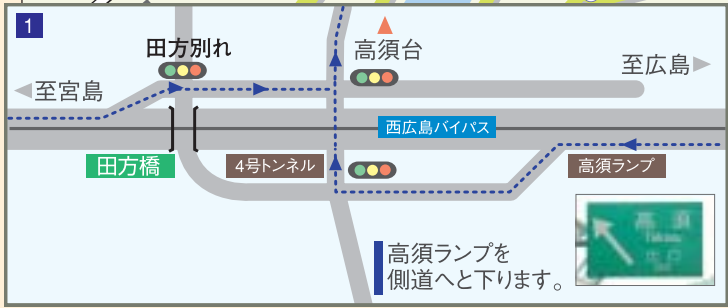 1
田方別れ
高須台
至広島
至宮島
西広島バイパス
田方橋
4号トンネル
高須ランプ
高須ランプを
側道へと下ります。
高 須